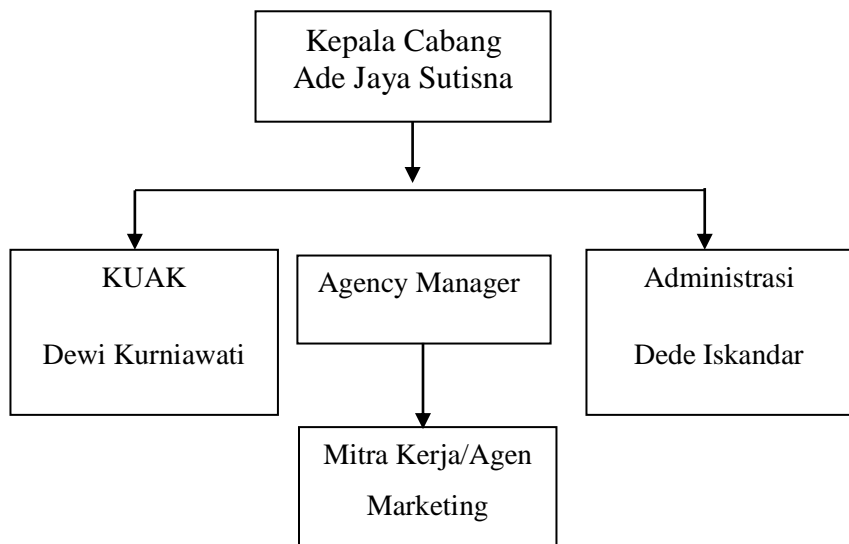 Kepala Cabang
Ade Jaya Sutisna
KUAK
Dewi Kurniawati
Agency Manager
Administrasi
Dede Iskandar
Mitra Kerja/Agen
Marketing